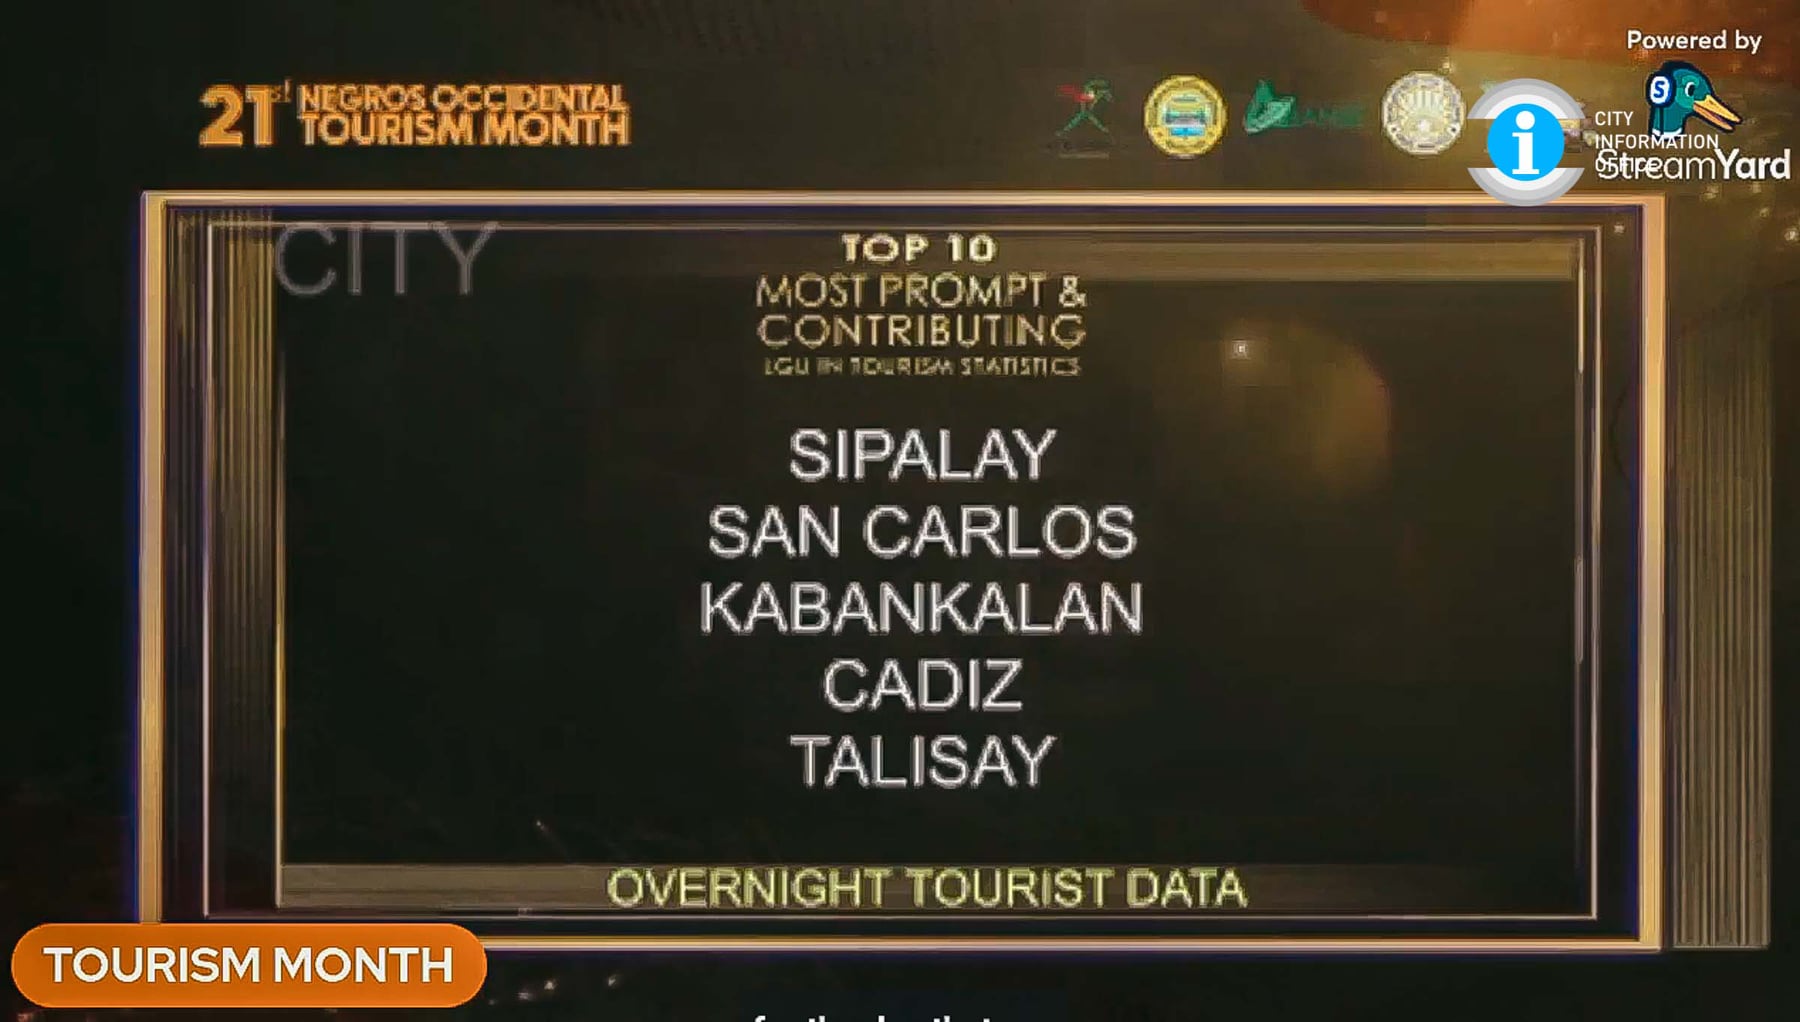 Powered by
21st NEGROS OCCIDENTAL
TOURISM MONTH
CITY
INFORMATION
OFFICE
StreamYard
CITY
TOP 10
MOST PROMPT &
CONTRIBUTING
LGU IN TOURISM STATISTICS
SIPALAY
SAN CARLOS
KABANKALAN
CADIZ
TALISAY
OVERNIGHT TOURIST DATA
TOURISM MONTH